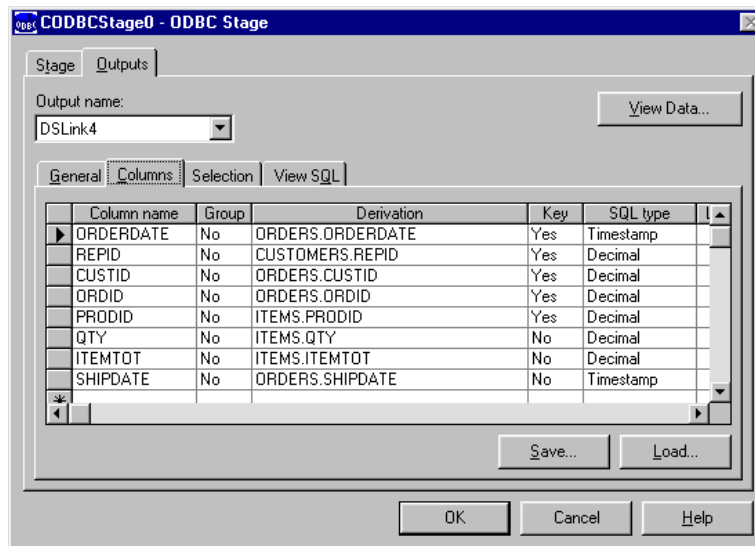 CODBCStage0 - ODBC Stage
Stage Outputs
Output name:
View Data...
DSLink4
General Columns Selection View SQL
Column name Group Derivation Key SQL type
ORDERDATE No ORDERS.ORDERDATE Yes Timestamp
REPID No CUSTOMERS.REPID Yes Decimal
CUSTID No ORDERS.CUSTID Yes Decimal
ORDID No ORDERS.ORDID Yes Decimal
PRODID No ITEMS.PRODID Yes Decimal
QTY No ITEMS.QTY No Decimal
ITEMTOT No ITEMS.ITEMTOT No Decimal
SHIPDATE No ORDERS.SHIPDATE No Timestamp
Save... Load...
OK Cancel Help